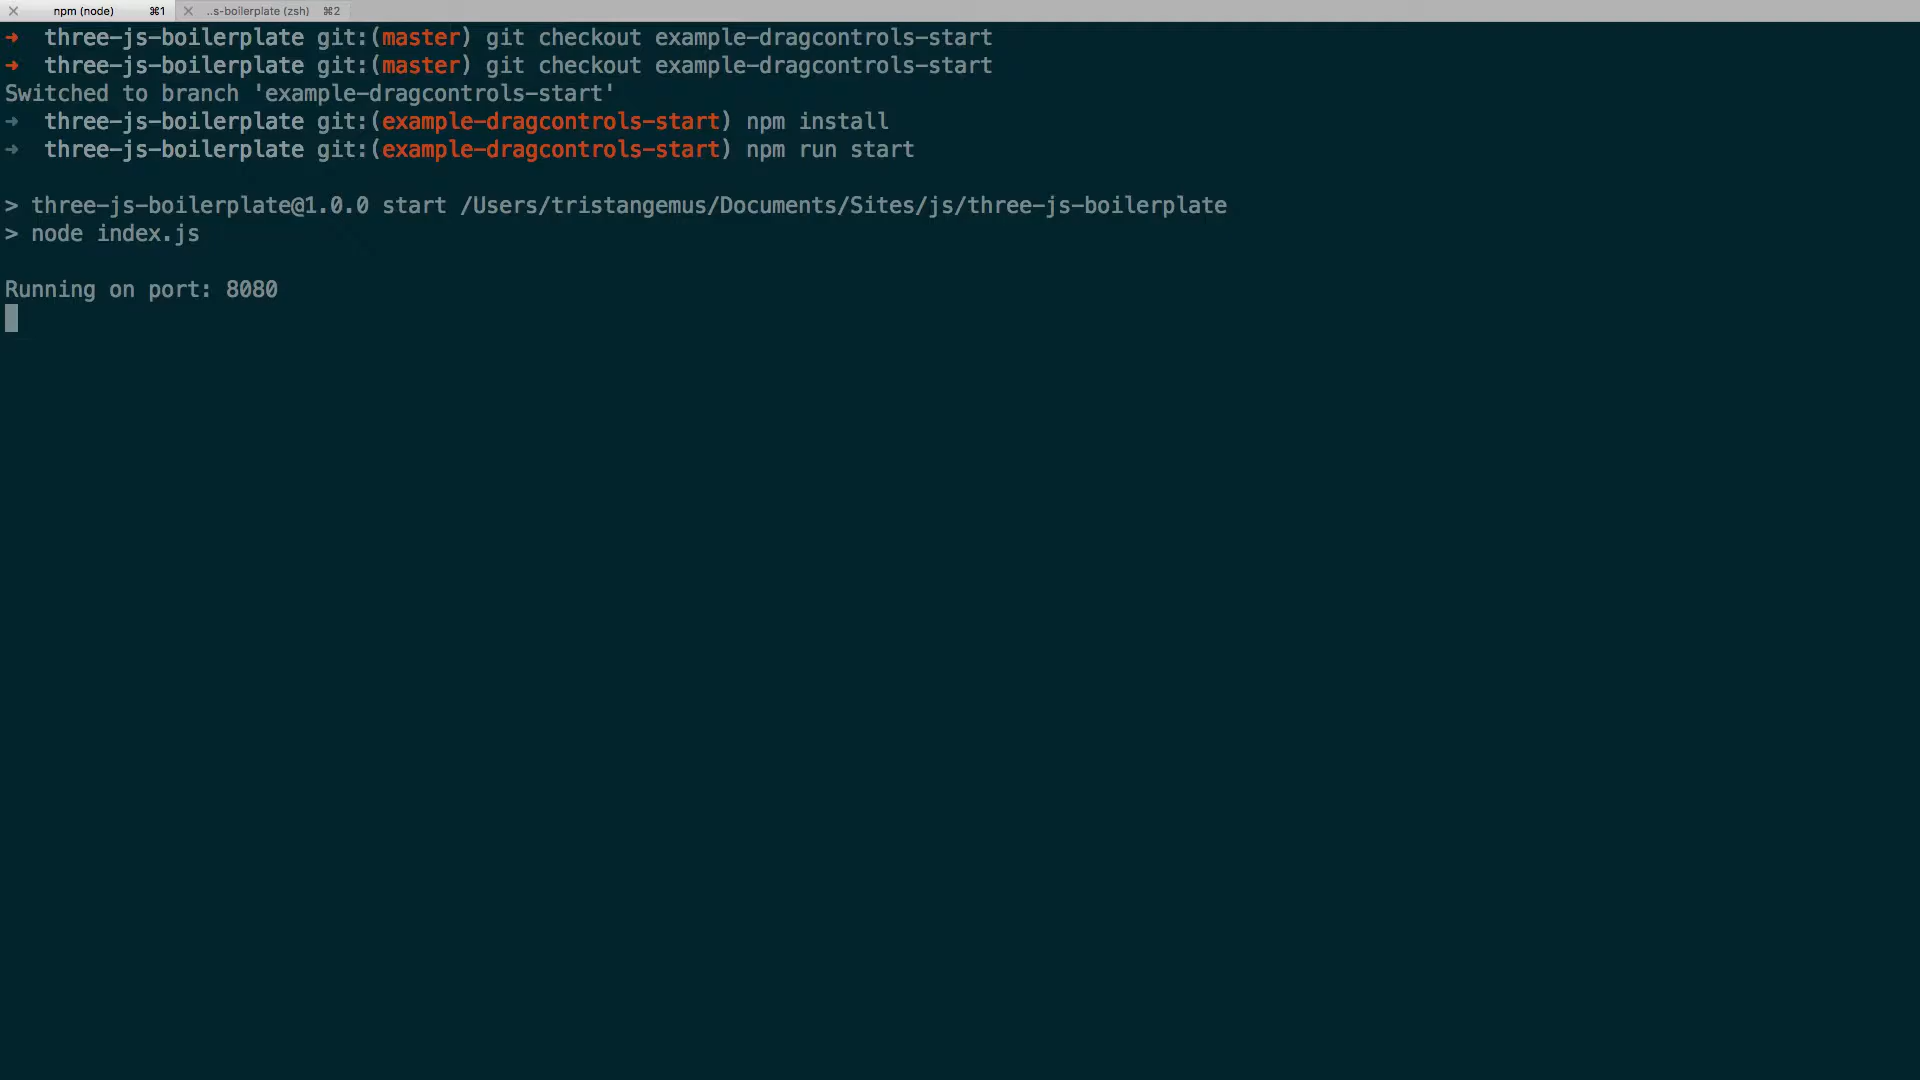 npm (node) ⌘1 ..s-boilerplate (zsh) ⌘2
➜ three-js-boilerplate git:(master) git checkout example-dragcontrols-start
➜ three-js-boilerplate git:(master) git checkout example-dragcontrols-start
Switched to branch 'example-dragcontrols-start'
➜ three-js-boilerplate git:(example-dragcontrols-start) npm install
➜ three-js-boilerplate git:(example-dragcontrols-start) npm run start
> three-js-boilerplate@1.0.0 start /Users/tristangemus/Documents/Sites/js/three-js-boilerplate
> node index.js
Running on port: 8080